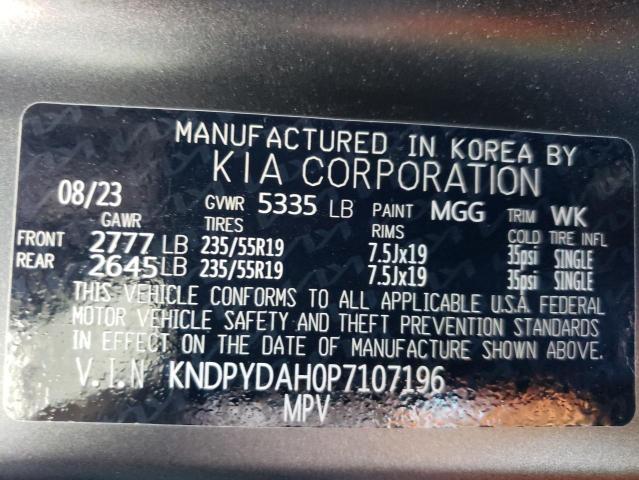 MANUFACTURED IN KOREA BY
KIA CORPORATION
08/23 GVWR 5335 LB PAINT MGG TRIM WK
GAWR TIRES RIMS COLD TIRE INFL
FRONT 2777 LB 235/55R19 7.5Jx19 35psi SINGLE
REAR 2645 LB 235/55R19 7.5Jx19 35psi SINGLE
THIS VEHICLE CONFORMS TO ALL APPLICABLE U.S.A. FEDERAL
MOTOR VEHICLE SAFETY AND THEFT PREVENTION STANDARDS
IN EFFECT ON THE DATE OF MANUFACTURE SHOWN ABOVE.
V.I.N KNDPYDAH0P7107196
MPV